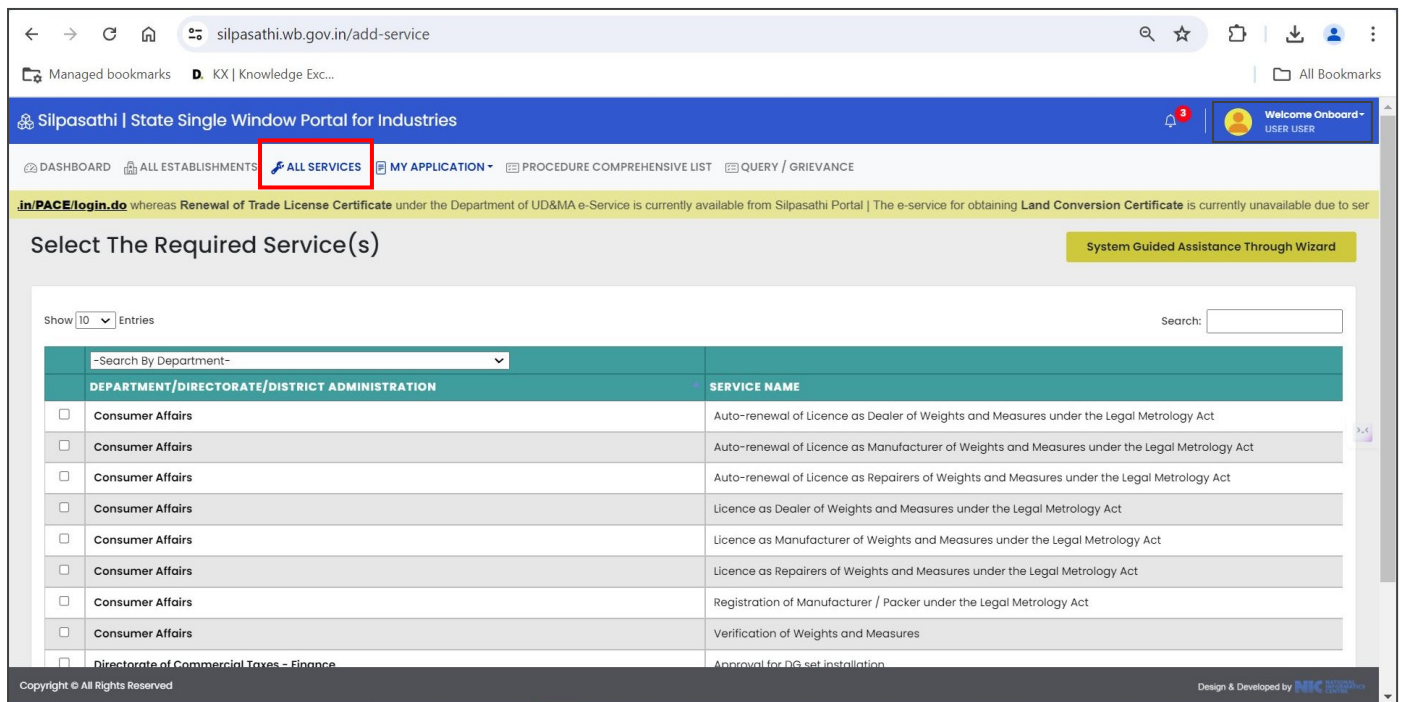 silpasathi.wb.gov.in/add-service
Managed bookmarks D. KX | Knowledge Exc... All Bookmarks
Silpasathi | State Single Window Portal for Industries 3 Welcome Onboard
USER USER
DASHBOARD ALL ESTABLISHMENTS ALL SERVICES MY APPLICATION PROCEDURE COMPREHENSIVE LIST QUERY / GRIEVANCE
.in/PACE/login.do whereas Renewal of Trade License Certificate under the Department of UD&MA e-Service is currently available from Silpasathi Portal | The e-service for obtaining Land Conversion Certificate is currently unavailable due to ser
Select The Required Service(s) System Guided Assistance Through Wizard
Show 10 Entries Search:
-Search By Department-
DEPARTMENT/DIRECTORATE/DISTRICT ADMINISTRATION SERVICE NAME
Consumer Affairs Auto-renewal of Licence as Dealer of Weights and Measures under the Legal Metrology Act
Consumer Affairs Auto-renewal of Licence as Manufacturer of Weights and Measures under the Legal Metrology Act
Consumer Affairs Auto-renewal of Licence as Repairers of Weights and Measures under the Legal Metrology Act
Consumer Affairs Licence as Dealer of Weights and Measures under the Legal Metrology Act
Consumer Affairs Licence as Manufacturer of Weights and Measures under the Legal Metrology Act
Consumer Affairs Licence as Repairers of Weights and Measures under the Legal Metrology Act
Consumer Affairs Registration of Manufacturer / Packer under the Legal Metrology Act
Consumer Affairs Verification of Weights and Measures
Directorate of Commercial Taxes - Finance Approval for DG set installation
Copyright © All Rights Reserved Design & Developed by NIC NATIONAL
INFORMATICS
CENTRE